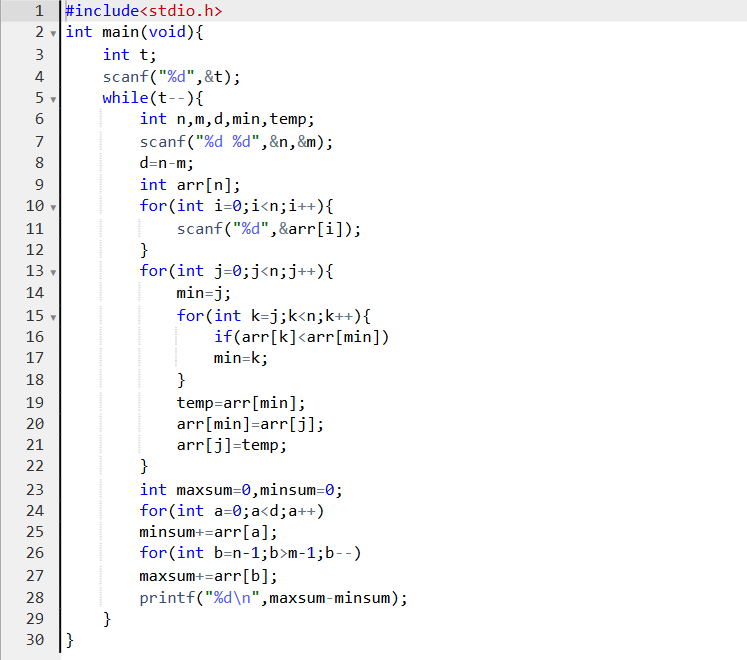 1 #include<stdio.h>
2 int main(void){
3     int t;
4     scanf("%d",&t);
5     while(t--){
6         int n,m,d,min,temp;
7         scanf("%d %d",&n,&m);
8         d=n-m;
9         int arr[n];
10         for(int i=0;i<n;i++){
11             scanf("%d",&arr[i]);
12         }
13         for(int j=0;j<n;j++){
14             min=j;
15             for(int k=j;k<n;k++){
16                 if(arr[k]<arr[min])
17                 min=k;
18             }
19             temp=arr[min];
20             arr[min]=arr[j];
21             arr[j]=temp;
22         }
23         int maxsum=0,minsum=0;
24         for(int a=0;a<d;a++)
25         minsum+=arr[a];
26         for(int b=n-1;b>m-1;b--)
27         maxsum+=arr[b];
28         printf("%d\n",maxsum-minsum);
29     }
30 }